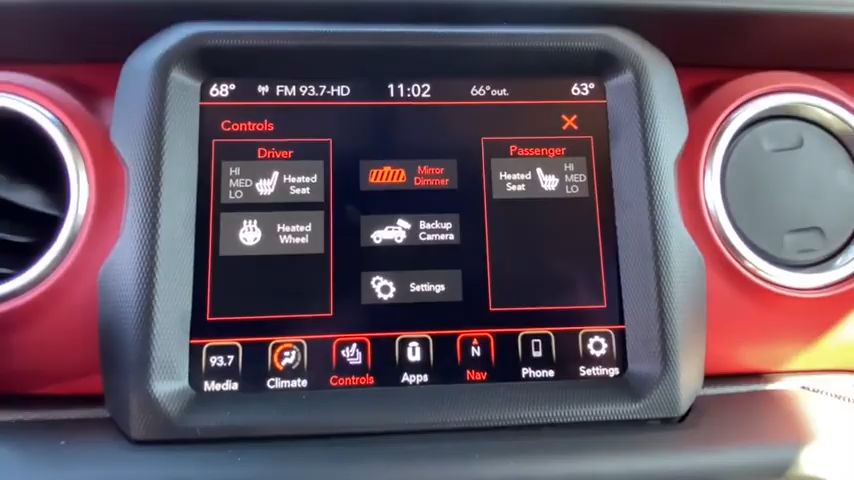 68° FM 93.7-HD 11:02 66° out. 63°
Controls
Driver
HI
MED
LO
Heated
Seat
Heated
Wheel
Mirror
Dimmer
Backup
Camera
Settings
Passenger
Heated
Seat
HI
MED
LO
93.7
Media
Climate
Controls
U
Apps
N
Nav
Phone
Settings